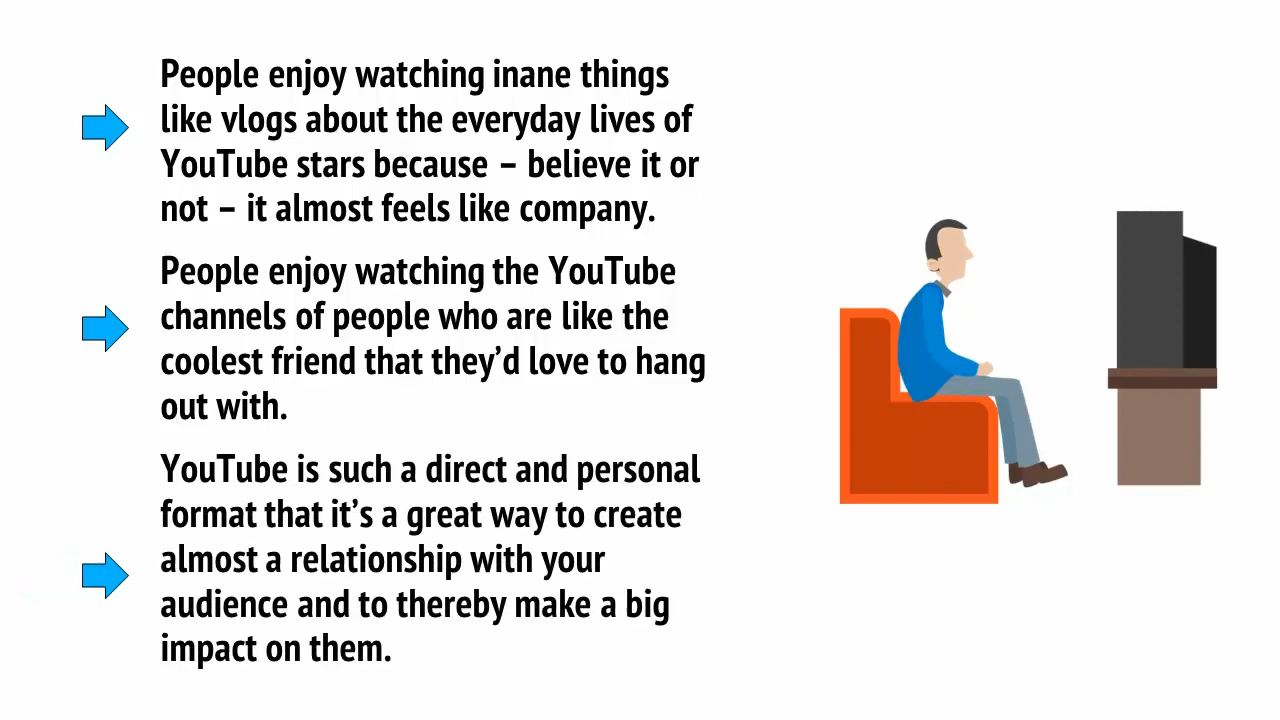 People enjoy watching inane things
like vlogs about the everyday lives of
YouTube stars because – believe it or
not – it almost feels like company.
People enjoy watching the YouTube
channels of people who are like the
coolest friend that they’d love to hang
out with.
YouTube is such a direct and personal
format that it’s a great way to create
almost a relationship with your
audience and to thereby make a big
impact on them.